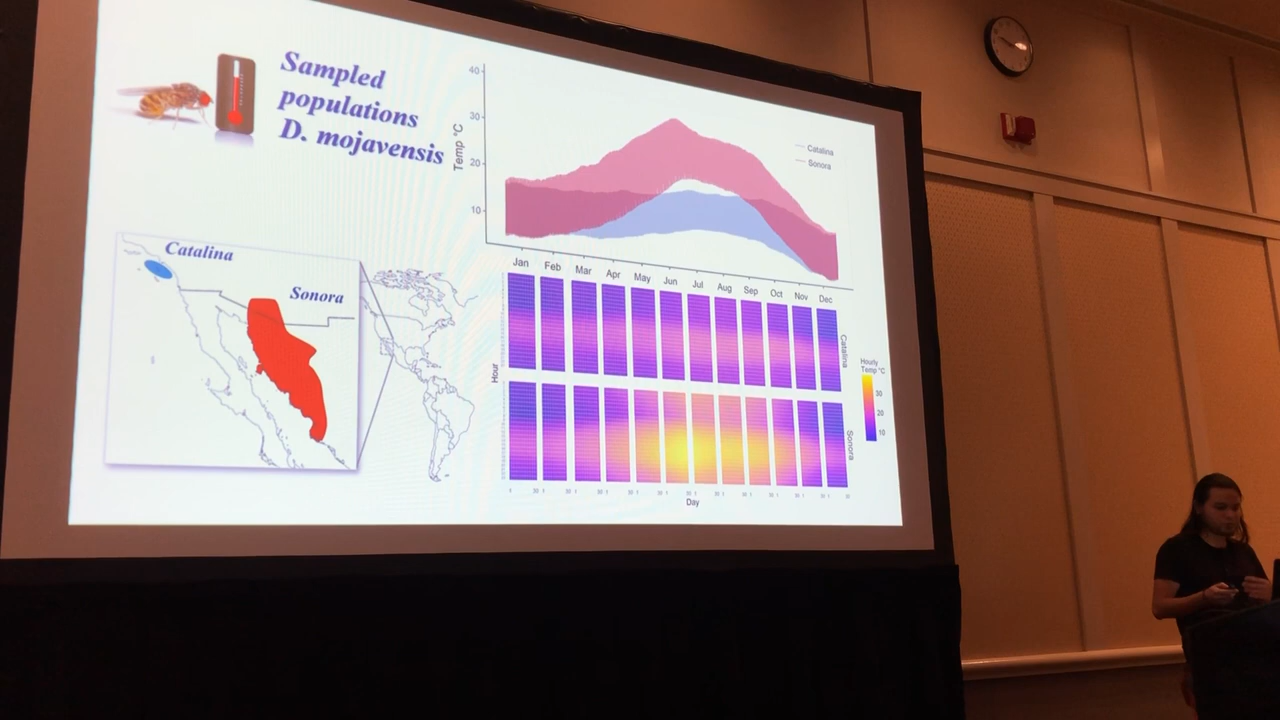 Sampled
populations
D. mojavensis
Temp °C
40
30
20
10
Catalina
Sonora
Jan Feb Mar Apr May Jun Jul Aug Sep Oct Nov Dec
Catalina
Sonora
Hour
Catalina
Sonora
Hourly
Temp °C
30
20
10
Day